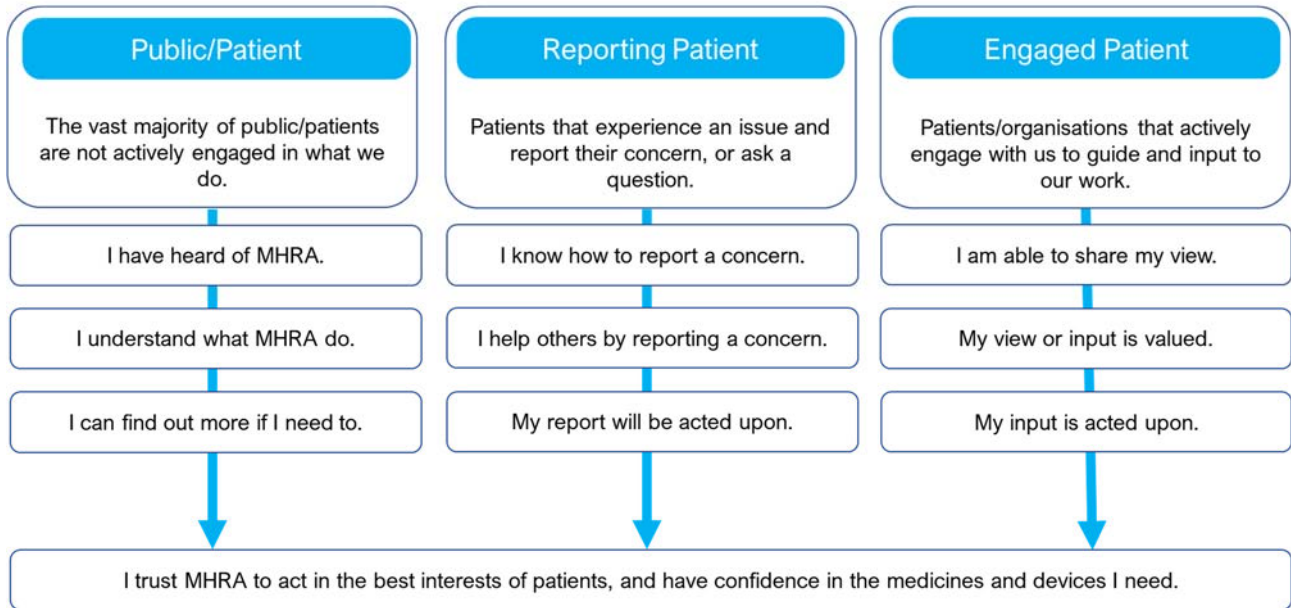 Public/Patient
The vast majority of public/patients
are not actively engaged in what we
do.
I have heard of MHRA.
I understand what MHRA do.
I can find out more if I need to.
Reporting Patient
Patients that experience an issue and
report their concern, or ask a
question.
I know how to report a concern.
I help others by reporting a concern.
My report will be acted upon.
Engaged Patient
Patients/organisations that actively
engage with us to guide and input to
our work.
I am able to share my view.
My view or input is valued.
My input is acted upon.
I trust MHRA to act in the best interests of patients, and have confidence in the medicines and devices I need.